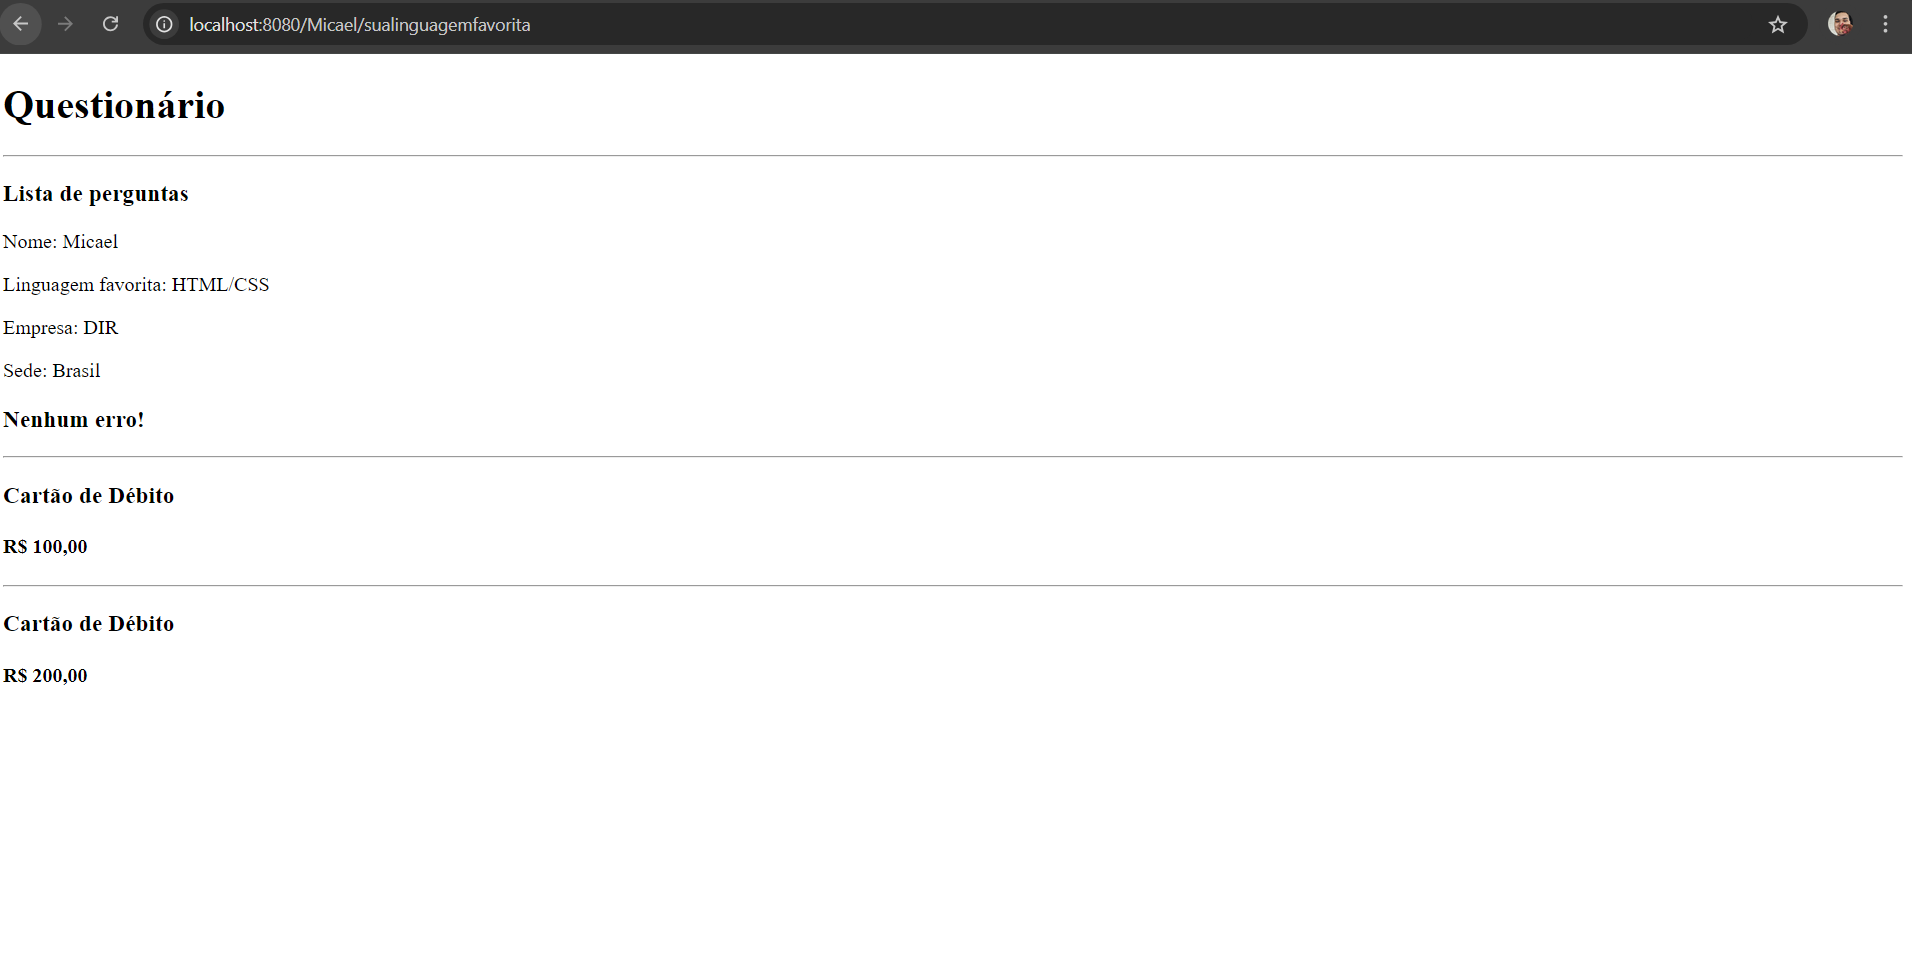 localhost:8080/Micael/sualinguagemfavorita
Questionário
Lista de perguntas
Nome: Micael
Linguagem favorita: HTML/CSS
Empresa: DIR
Sede: Brasil
Nenhum erro!
Cartão de Débito
R$ 100,00
Cartão de Débito
R$ 200,00